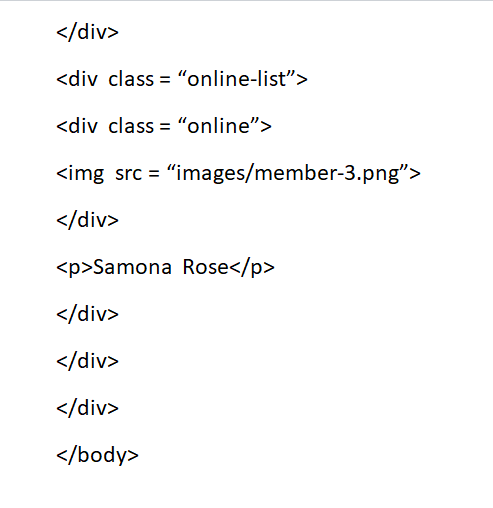 </div>
<div class = “online-list”>
<div class = “online”>
<img src = “images/member-3.png”>
</div>
<p>Samona Rose</p>
</div>
</div>
</div>
</body>